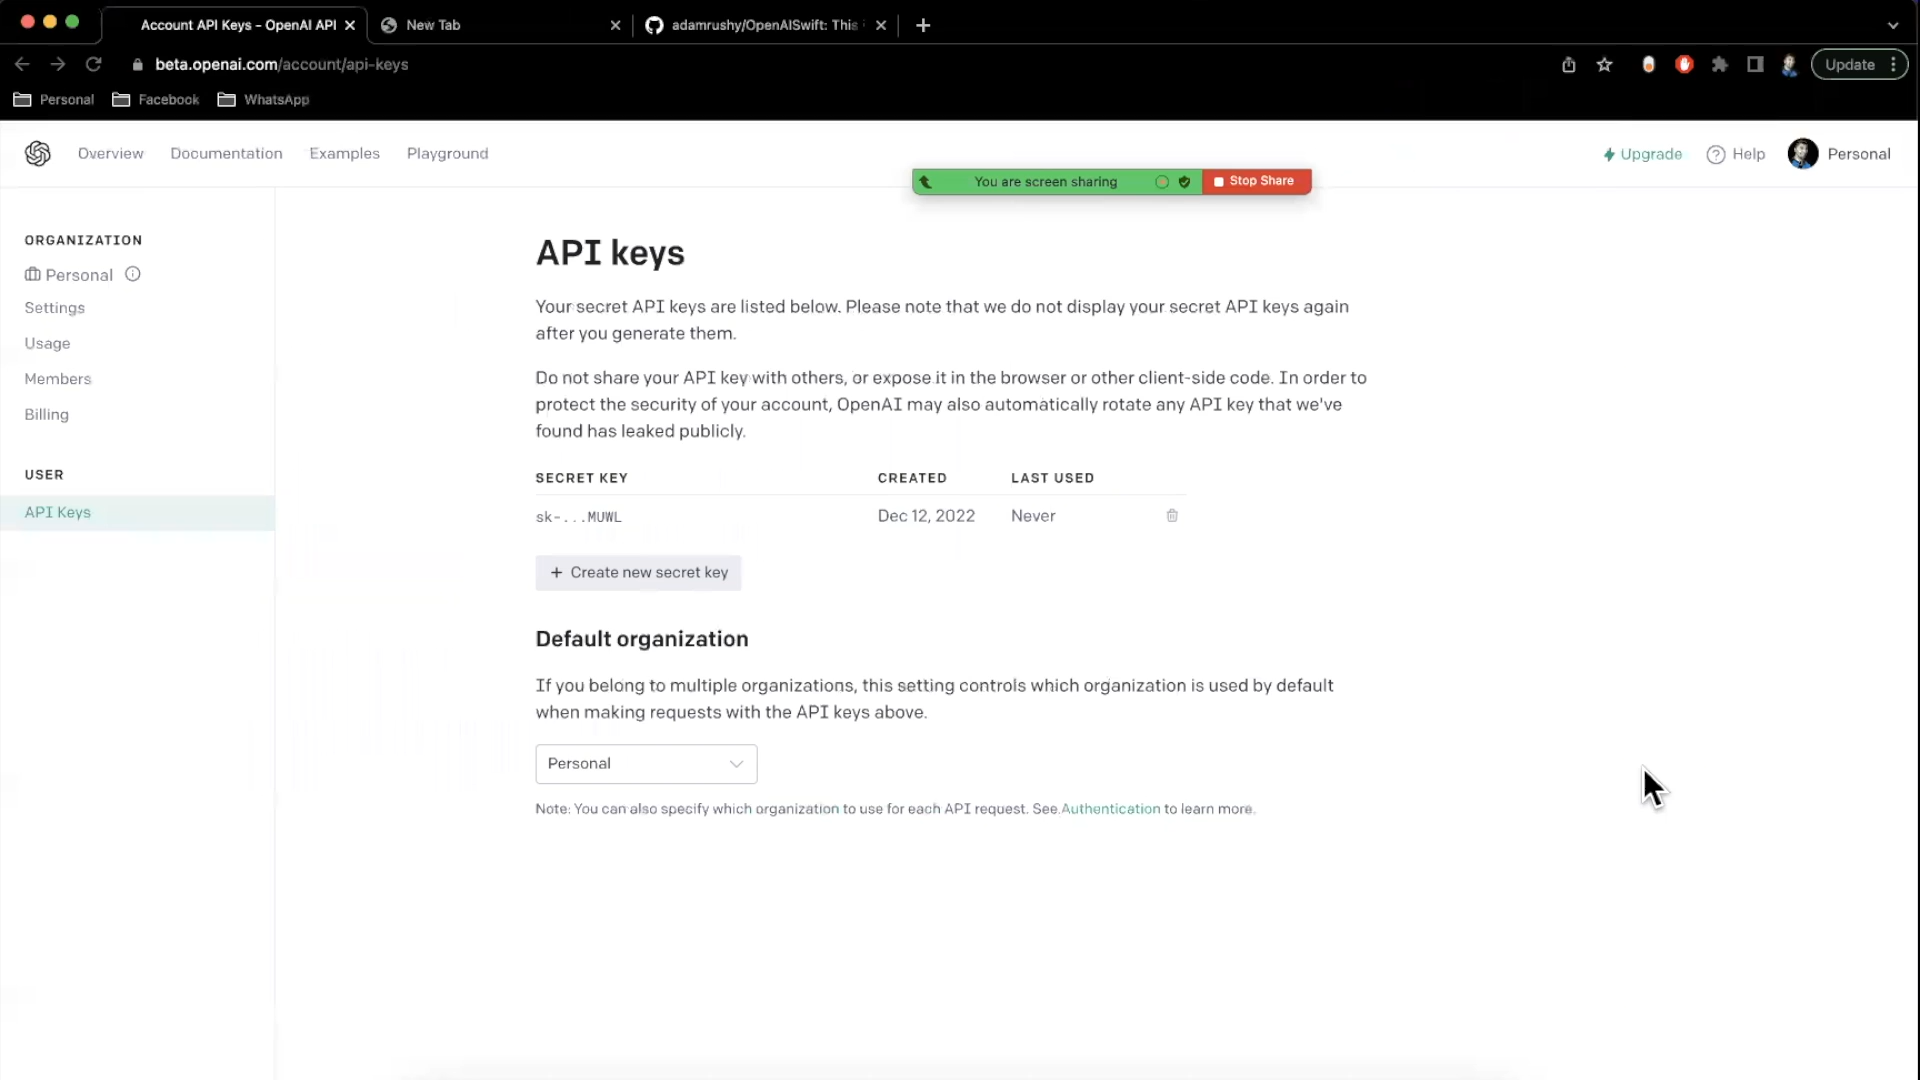 Account API Keys - OpenAI API
New Tab
adamrushy/OpenAISwift: This
beta.openai.com/account/api-keys
Update
Personal
Facebook
WhatsApp
Overview
Documentation
Examples
Playground
Upgrade
Help
Personal
You are screen sharing
Stop Share
ORGANIZATION
Personal
Settings
Usage
Members
Billing
USER
API Keys
API keys
Your secret API keys are listed below. Please note that we do not display your secret API keys again
after you generate them.
Do not share your API key with others, or expose it in the browser or other client-side code. In order to
protect the security of your account, OpenAI may also automatically rotate any API key that we've
found has leaked publicly.
SECRET KEY CREATED LAST USED
sk-...MUWL Dec 12, 2022 Never
+ Create new secret key
Default organization
If you belong to multiple organizations, this setting controls which organization is used by default
when making requests with the API keys above.
Personal
Note: You can also specify which organization to use for each API request. See Authentication to learn more.